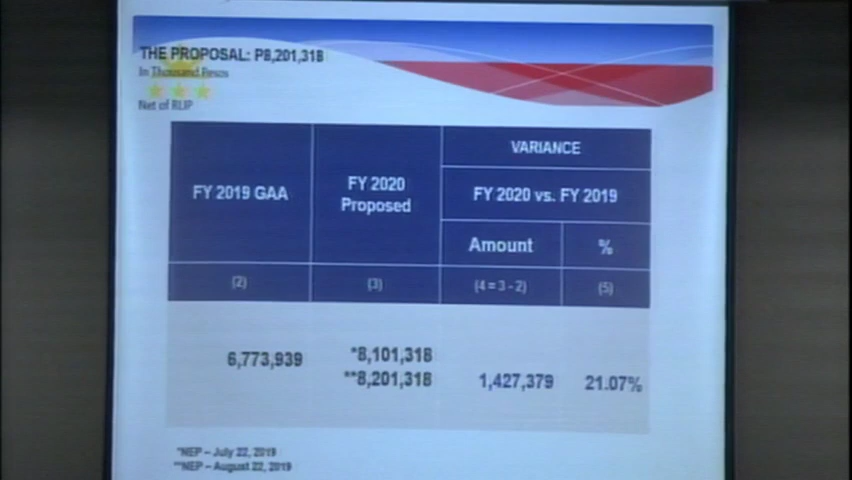 THE PROPOSAL: P8,201,318
In Thousand Pesos
Net of RLIP
VARIANCE
FY 2019 GAA
FY 2020
Proposed
FY 2020 vs. FY 2019
Amount
%
(2)
(3)
(4 = 3 - 2)
(5)
6,773,939
*8,101,318
**8,201,318
1,427,379
21.07%
*NEP – July 22, 2019
**NEP – August 22, 2019